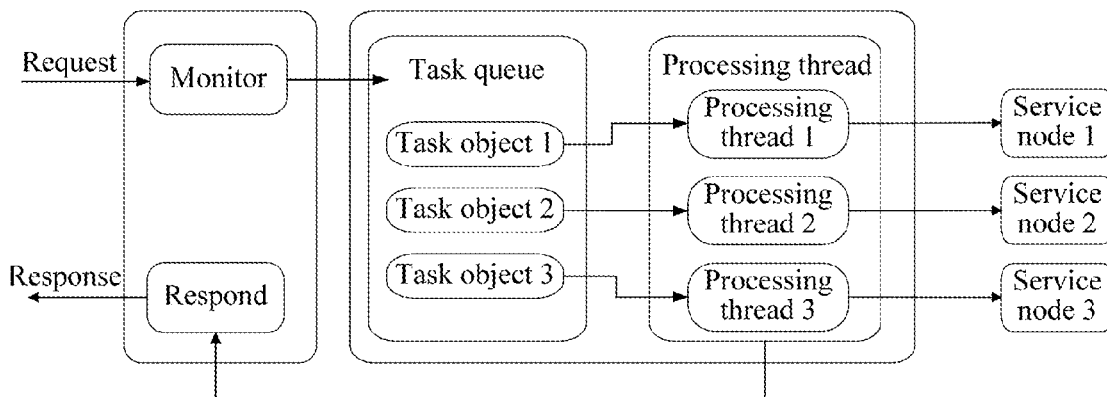 Request
Monitor
Task queue
Processing thread
Task object 1
Processing
thread 1
Service
node 1
Task object 2
Processing
thread 2
Service
node 2
Task object 3
Processing
thread 3
Service
node 3
Response
Respond